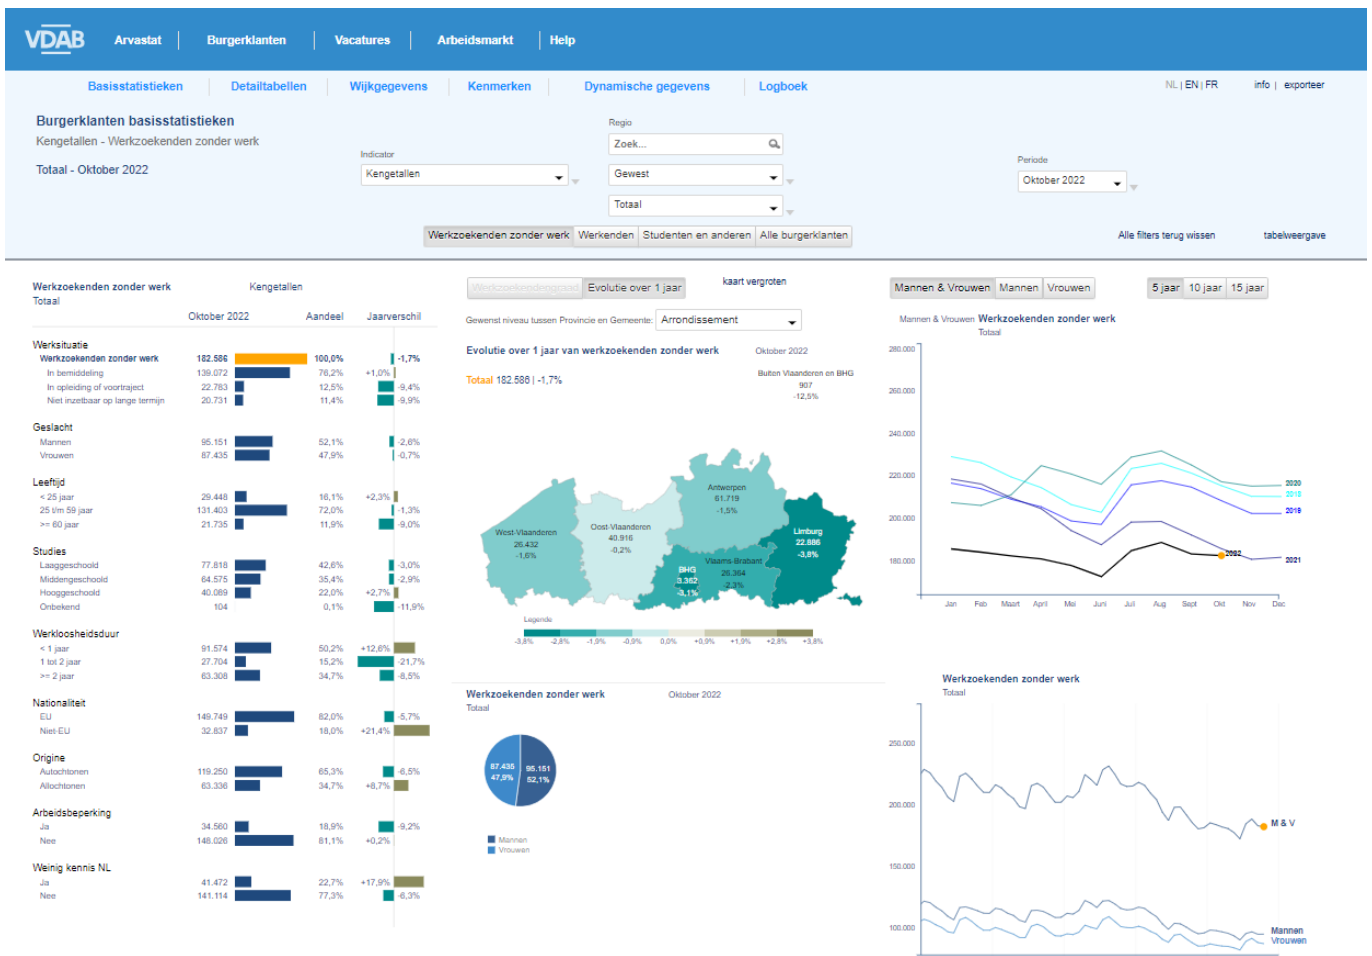 VDAB Arvastat Burgerklanten Vacatures Arbeidsmarkt Help
Basisstatistieken Detailtabellen Wijkgegevens Kenmerken Dynamische gegevens Logboek NL | EN | FR info | exporteer
Burgerklanten basisstatistieken
Kengetallen - Werkzoekenden zonder werk
Totaal - Oktober 2022
Indicator
Kengetallen
Regio
Zoek...
Gewest
Totaal
Periode
Oktober 2022
Werkzoekenden zonder werk Werkenden Studenten en anderen Alle burgerklanten
Alle filters terug wissen tabelweergave
Werkzoekenden zonder werk Kengetallen
Totaal
Oktober 2022 Aandeel Jaarverschil
Werksituatie
Werkzoekenden zonder werk 182.586 100,0% -1,7%
In bemiddeling 139.072 76,2% +1,0%
In opleiding of voortraject 22.783 12,5% -9,4%
Niet inzetbaar op lange termijn 20.731 11,4% -9,9%
Geslacht
Mannen 95.151 52,1% -2,6%
Vrouwen 87.435 47,9% -0,7%
Leeftijd
< 25 jaar 29.448 16,1% +2,3%
25 t/m 59 jaar 131.403 72,0% -1,3%
>= 60 jaar 21.735 11,9% -9,0%
Studies
Laaggeschoold 77.818 42,6% -3,0%
Middengeschoold 64.575 35,4% -2,9%
Hooggeschoold 40.089 22,0% +2,7%
Onbekend 104 0,1% -11,9%
Werkloosheidsduur
< 1 jaar 91.574 50,2% +12,6%
1 tot 2 jaar 27.704 15,2% -21,7%
>= 2 jaar 63.308 34,7% -8,5%
Nationaliteit
EU 149.749 82,0% -5,7%
Niet-EU 32.837 18,0% +21,4%
Origine
Autochtonen 119.250 65,3% -6,5%
Allochtonen 63.336 34,7% +8,7%
Arbeidsbeperking
Ja 34.560 18,9% -9,2%
Nee 148.026 81,1% +0,2%
Weinig kennis NL
Ja 41.472 22,7% +17,9%
Nee 141.114 77,3% -6,3%
Werkzoekendengraad Evolutie over 1 jaar kaart vergroten
Gewenst niveau tussen Provincie en Gemeente: Arrondissement
Evolutie over 1 jaar van werkzoekenden zonder werk Oktober 2022
Totaal 182.586 | -1,7%
Buiten Vlaanderen en BHG
907
-12,5%
Antwerpen
61.719
-1,5%
West-Vlaanderen
26.432
-1,6%
Oost-Vlaanderen
40.916
-0,2%
Limburg
22.886
-3,8%
Vlaams-Brabant
26.364
-2,3%
BHG
3.362
-3,1%
Legende
-3,8% -2,8% -1,9% -0,9% 0,0% +0,9% +1,9% +2,8% +3,8%
Werkzoekenden zonder werk Oktober 2022
Totaal
87.435
47,9%
95.151
52,1%
Mannen
Vrouwen
Mannen & Vrouwen Mannen Vrouwen 5 jaar 10 jaar 15 jaar
Mannen & Vrouwen Werkzoekenden zonder werk
Totaal
280.000
260.000
240.000
220.000
200.000
180.000
2020
2018
2019
2022
2021
Jan Feb Maart April Mei Juni Juli Aug Sept Okt Nov Dec
Werkzoekenden zonder werk
Totaal
250.000
200.000
150.000
100.000
M & V
Mannen
Vrouwen